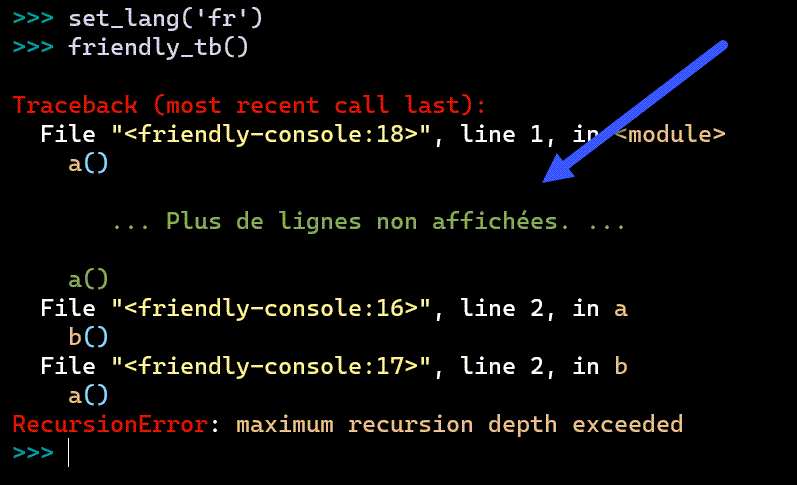 >>> set_lang('fr')
>>> friendly_tb()
Traceback (most recent call last):
File "<friendly-console:18>", line 1, in <module>
a()
... Plus de lignes non affichées. ...
a()
File "<friendly-console:16>", line 2, in a
b()
File "<friendly-console:17>", line 2, in b
a()
RecursionError: maximum recursion depth exceeded
>>>